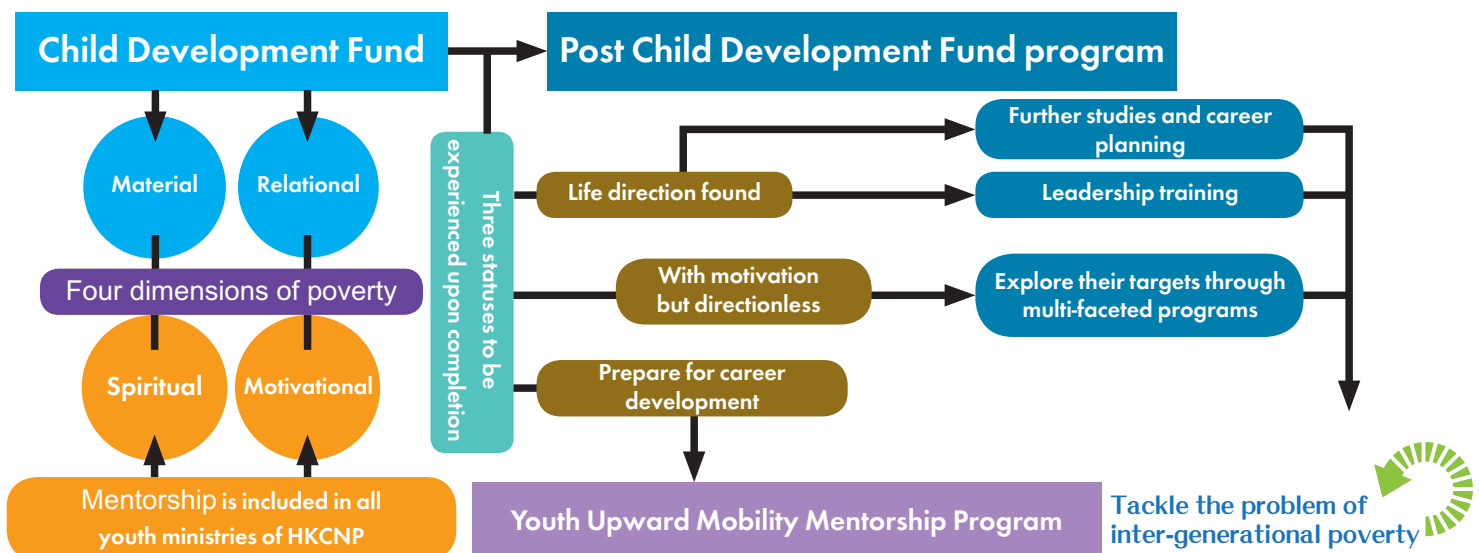 Child Development Fund
Post Child Development Fund program
Material
Relational
Four dimensions of poverty
Spiritual
Motivational
Mentorship is included in all
youth ministries of HKCNP
Three statuses to be
experienced upon completion
Life direction found
With motivation
but directionless
Prepare for career
development
Further studies and career
planning
Leadership training
Explore their targets through
multi-faceted programs
Youth Upward Mobility Mentorship Program
Tackle the problem of
inter-generational poverty